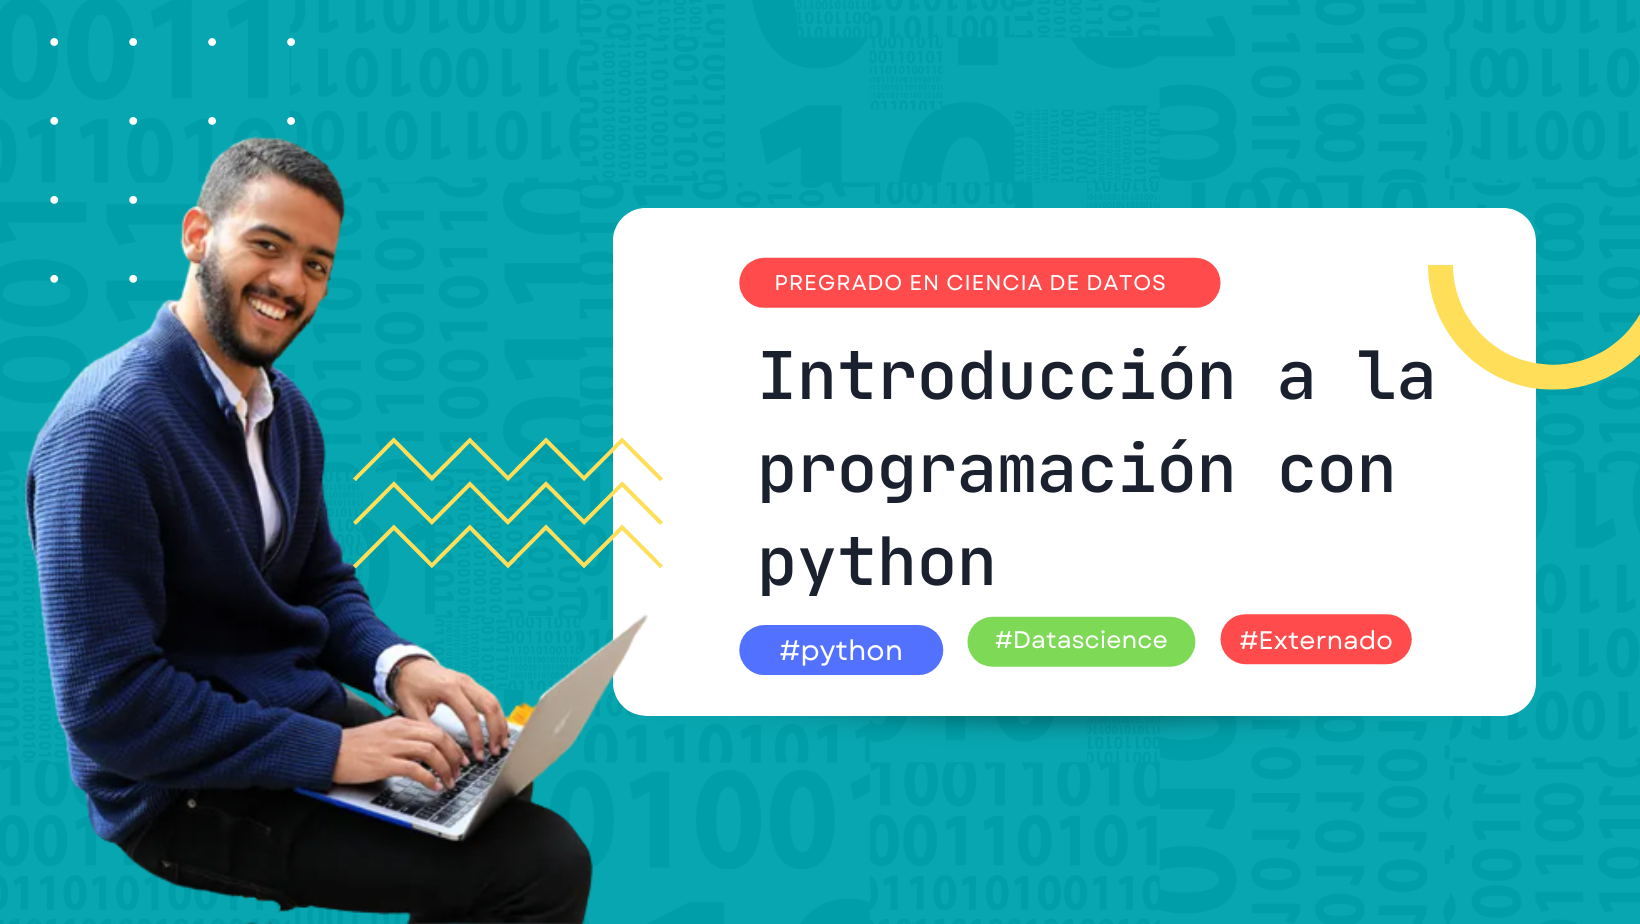 PREGRADO EN CIENCIA DE DATOS
Introducción a la
programación con
python
#python
#Datascience
#Externado